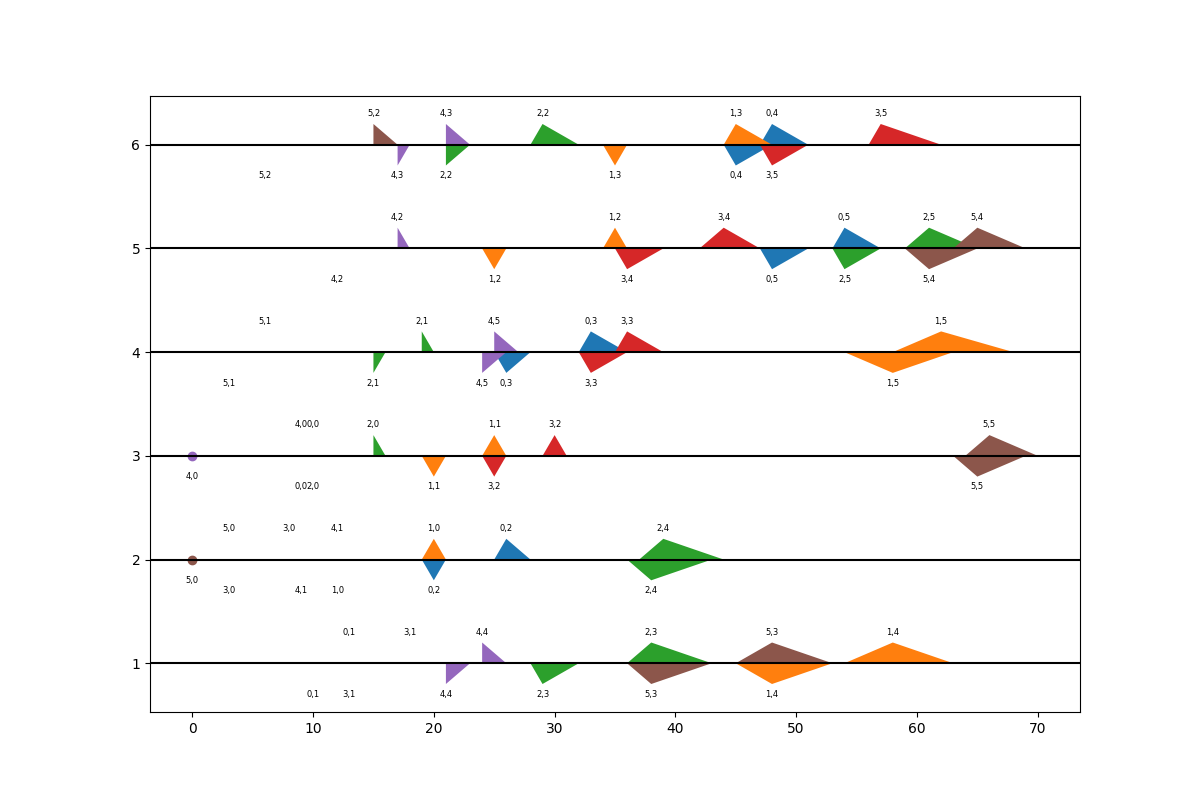 5,2 4,3 2,2 1,3 0,4 3,5
6
5,2 4,3 2,2 1,3 0,4 3,5
4,2 1,2 3,4 0,5 2,5 5,4
5
4,2 1,2 3,4 0,5 2,5 5,4
5,1 2,1 4,5 0,3 3,3 1,5
4
5,1 2,1 4,5 0,3 3,3 1,5
4,00,0 2,0 1,1 3,2 5,5
3
4,0 0,02,0 1,1 3,2 5,5
5,0 3,0 4,1 1,0 0,2 2,4
2
5,0 3,0 4,1 1,0 0,2 2,4
0,1 3,1 4,4 2,3 5,3 1,4
1
0,1 3,1 4,4 2,3 5,3 1,4
0 10 20 30 40 50 60 70